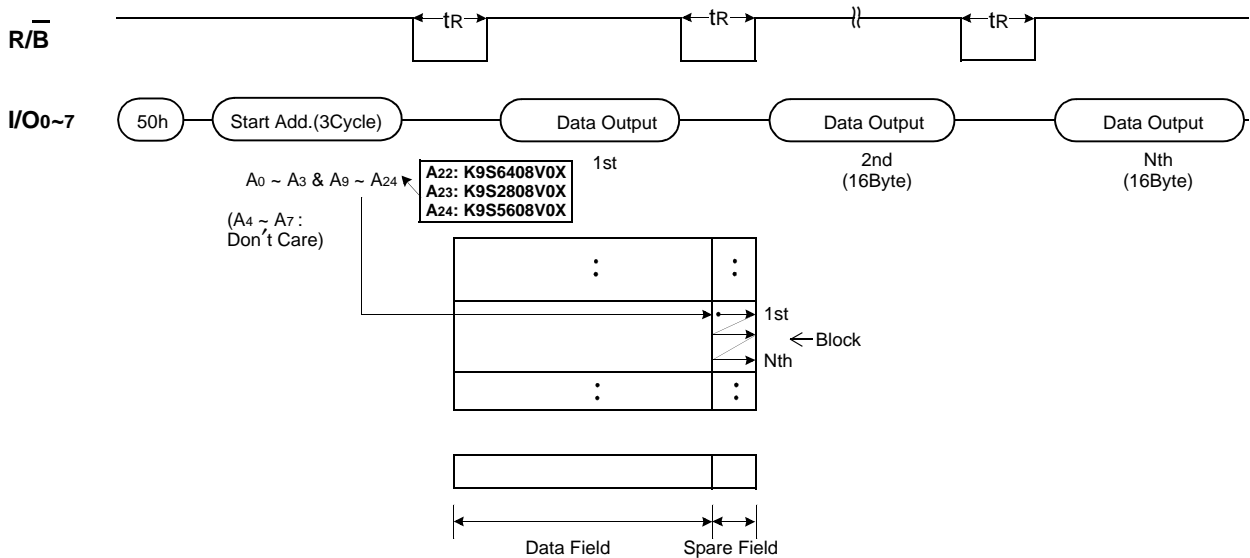 R/B tR tR tR
I/O0~7 50h Start Add.(3Cycle) Data Output Data Output Data Output
1st 2nd Nth
(16Byte) (16Byte)
A0 ~ A3 & A9 ~ A24
A22: K9S6408V0X
A23: K9S2808V0X
A24: K9S5608V0X
(A4 ~ A7 :
Don't Care)
1st
Block
Nth
Data Field Spare Field